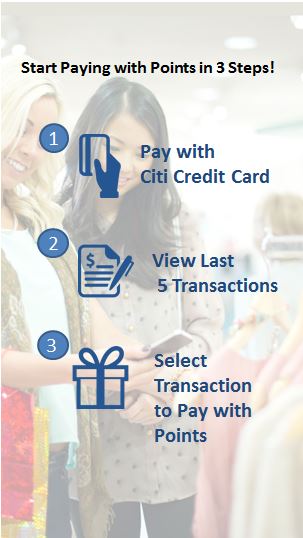 Start Paying with Points in 3 Steps!
1
Pay with
Citi Credit Card
2
$
View Last
5 Transactions
3
Select
Transaction
to Pay with
Points